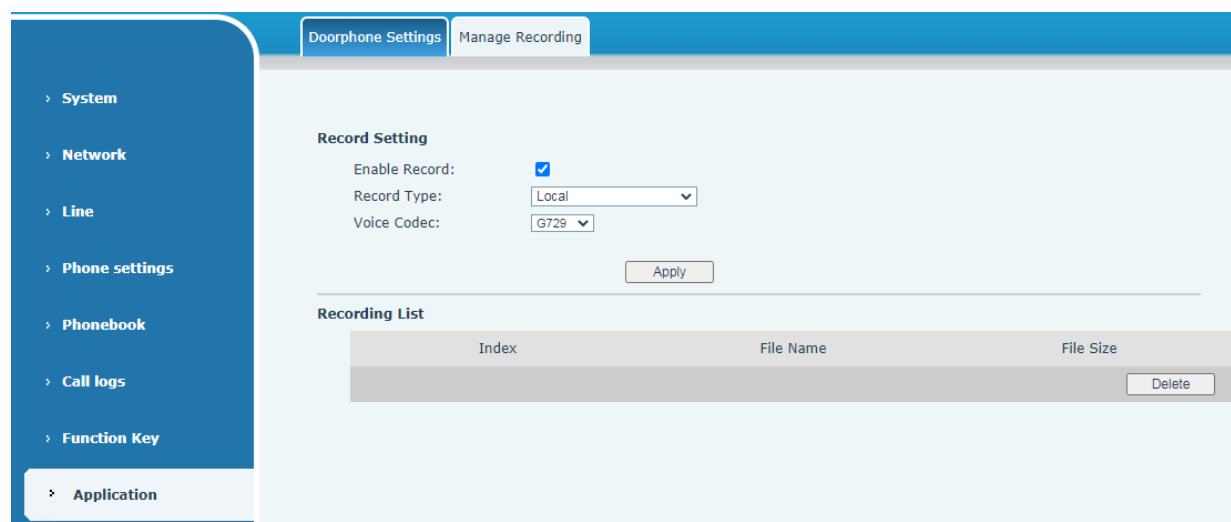 Doorphone Settings Manage Recording
System
Network
Line
Phone settings
Phonebook
Call logs
Function Key
Application
Record Setting
Enable Record:
Record Type: Local
Voice Codec: G729
Apply
Recording List
Index File Name File Size
Delete